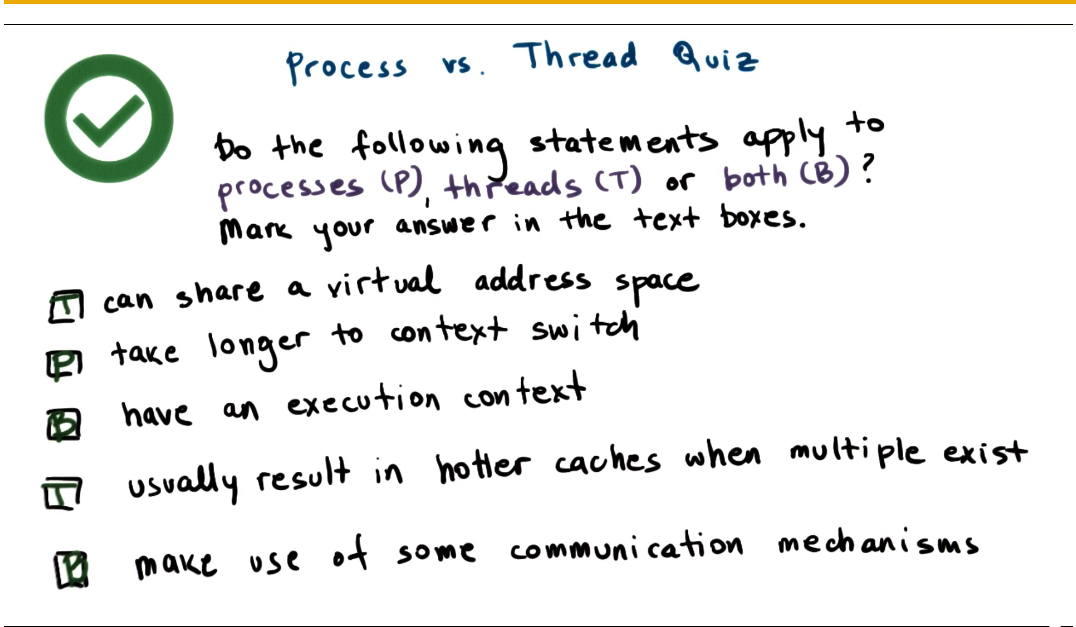 Process vs. Thread Quiz
Do the following statements apply to
processes (P), threads (T) or both (B)?
Mark your answer in the text boxes.
T can share a virtual address space
P take longer to context switch
B have an execution context
T usually result in hotter caches when multiple exist
B make use of some communication mechanisms